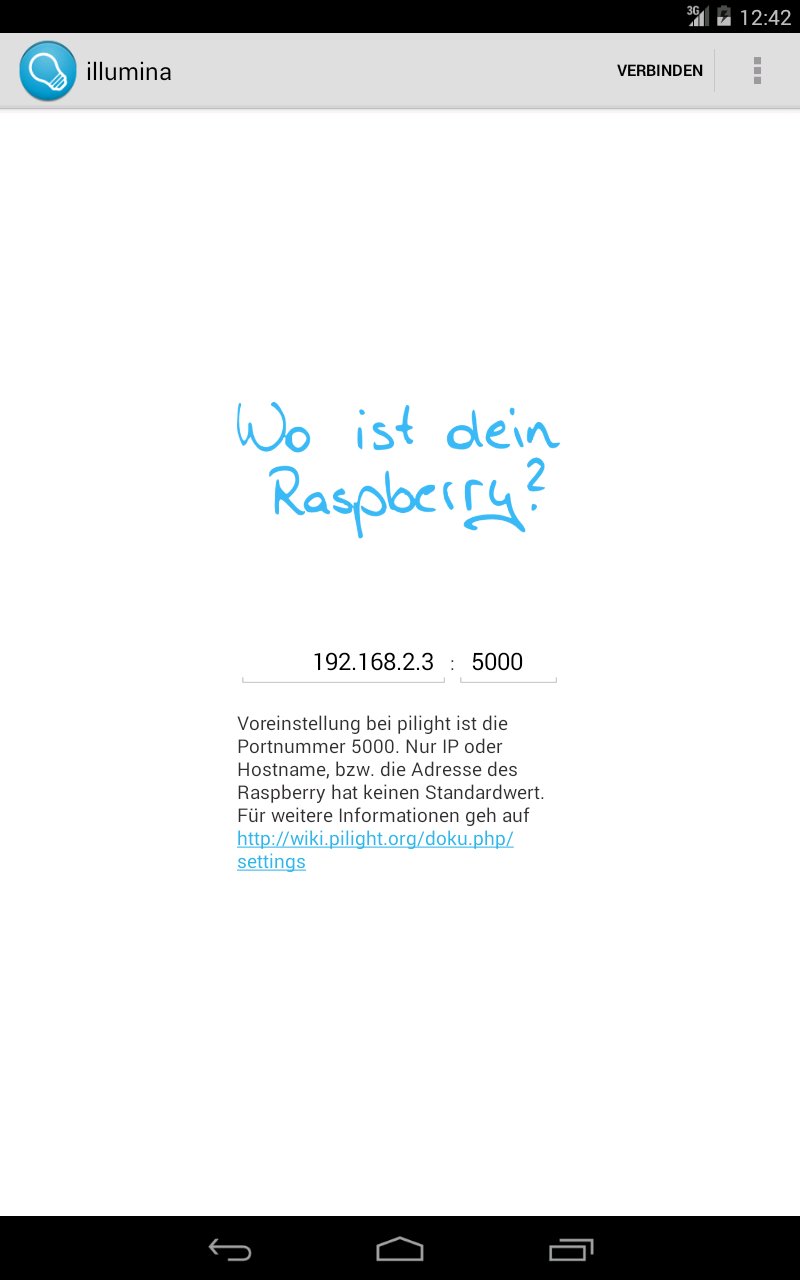 3G 12:42
illumina VERBINDEN
Wo ist dein
Raspberry?
192.168.2.3 : 5000
Voreinstellung bei pilight ist die
Portnummer 5000. Nur IP oder
Hostname, bzw. die Adresse des
Raspberry hat keinen Standardwert.
Für weitere Informationen geh auf
http://wiki.pilight.org/doku.php/
settings